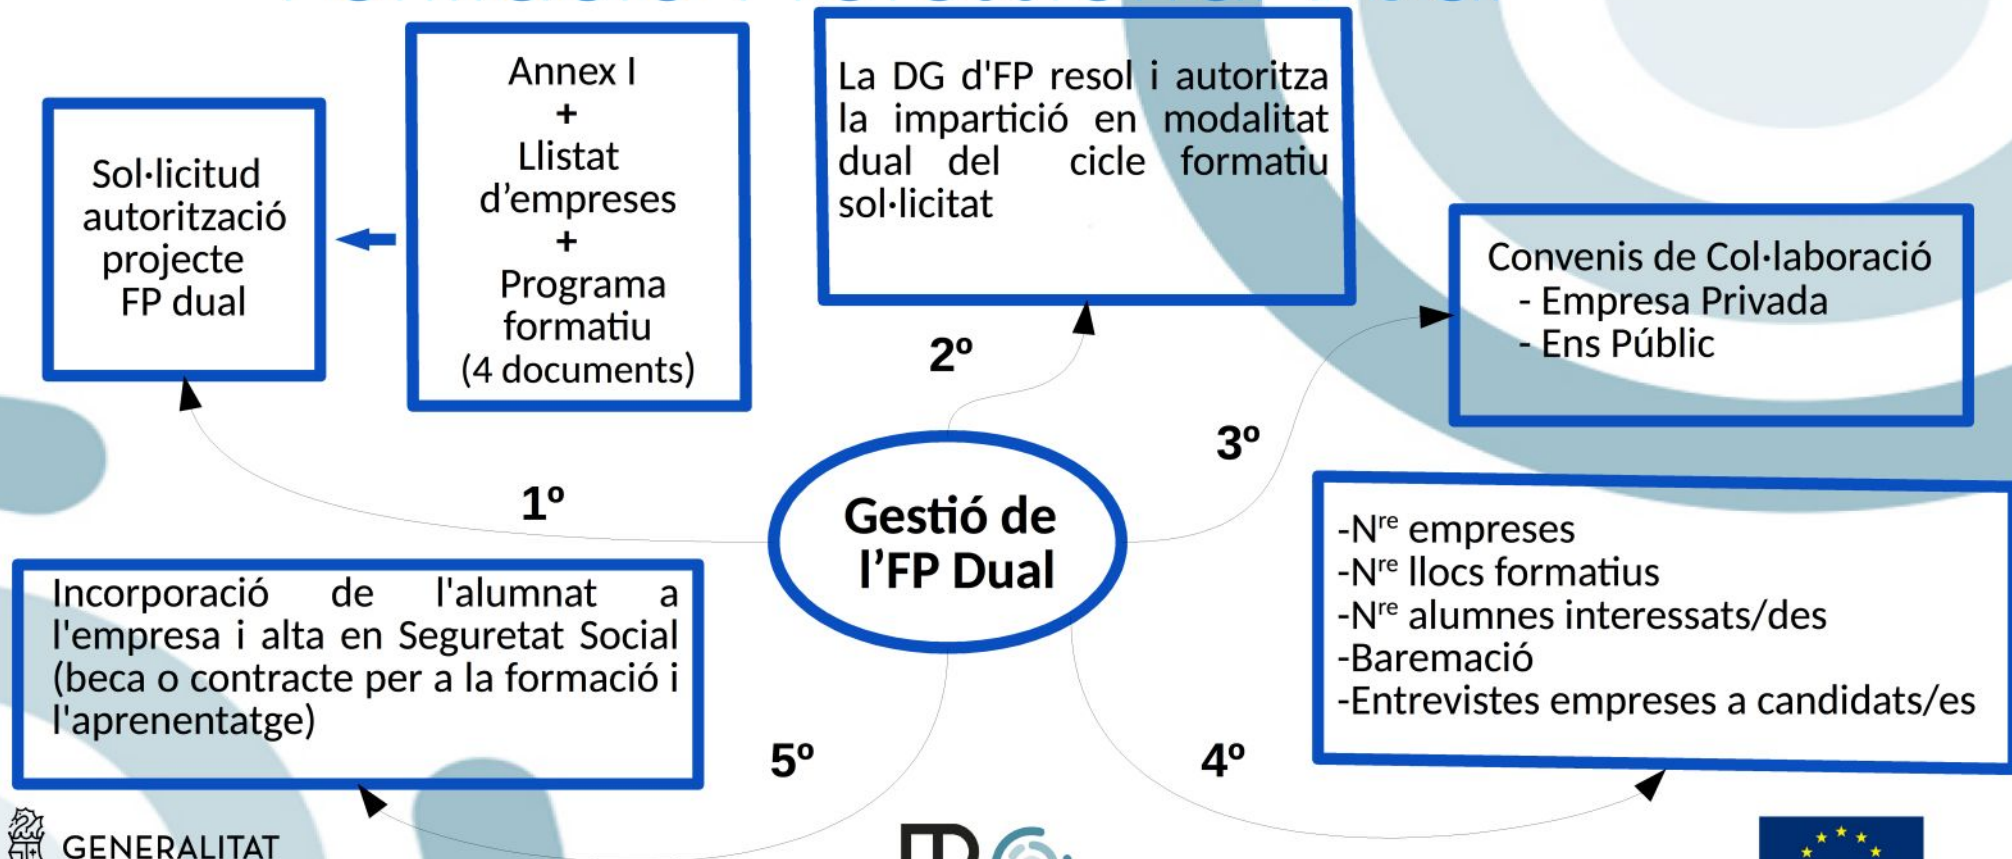 Sol·licitud
autorització
projecte
FP dual
Annex I
+
Llistat
d’empreses
+
Programa
formatiu
(4 documents)
La DG d'FP resol i autoritza
la impartició en modalitat
dual del cicle formatiu
sol·licitat
Convenis de Col·laboració
- Empresa Privada
- Ens Públic
2º
3º
1º
Gestió de
l’FP Dual
-Nʳᵉ empreses
-Nʳᵉ llocs formatius
-Nʳᵉ alumnes interessats/des
-Baremació
-Entrevistes empreses a candidats/es
Incorporació de l'alumnat a
l'empresa i alta en Seguretat Social
(beca o contracte per a la formació i
l'aprenentatge)
5º
4º
GENERALITAT